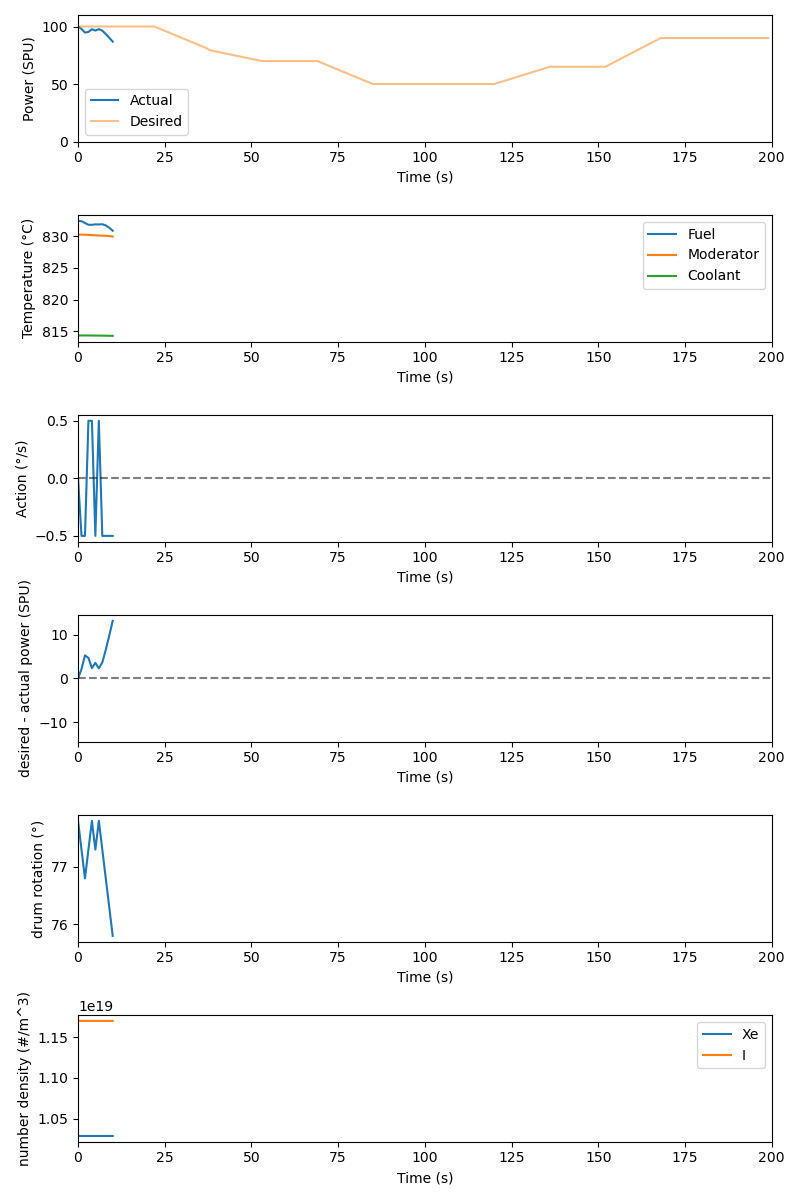 100
50
0
Power (SPU)
Actual
Desired
0 25 50 75 100 125 150 175 200
Time (s)
830
825
820
815
Temperature (°C)
Fuel
Moderator
Coolant
0 25 50 75 100 125 150 175 200
Time (s)
0.5
0.0
−0.5
Action (°/s)
0 25 50 75 100 125 150 175 200
Time (s)
10
0
−10
desired - actual power (SPU)
0 25 50 75 100 125 150 175 200
Time (s)
77
76
drum rotation (°)
0 25 50 75 100 125 150 175 200
Time (s)
1e19
1.15
1.10
1.05
number density (#/m^3)
Xe
I
0 25 50 75 100 125 150 175 200
Time (s)